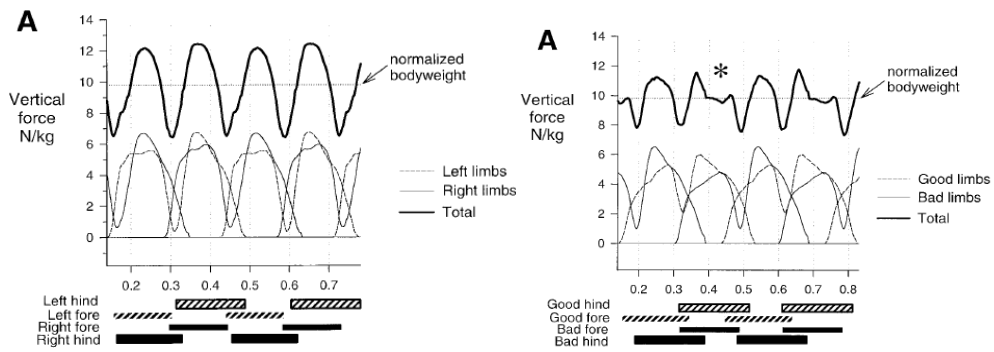 A
14
12
10
8
6
4
2
0
Vertical
force
N/kg
normalized
bodyweight
Left limbs
Right limbs
Total
0.2 0.3 0.4 0.5 0.6 0.7
Left hind
Left fore
Right fore
Right hind
A
14
12
10
8
6
4
2
0
Vertical
force
N/kg
*
normalized
bodyweight
Good limbs
Bad limbs
Total
0.2 0.3 0.4 0.5 0.6 0.7 0.8
Good hind
Good fore
Bad fore
Bad hind